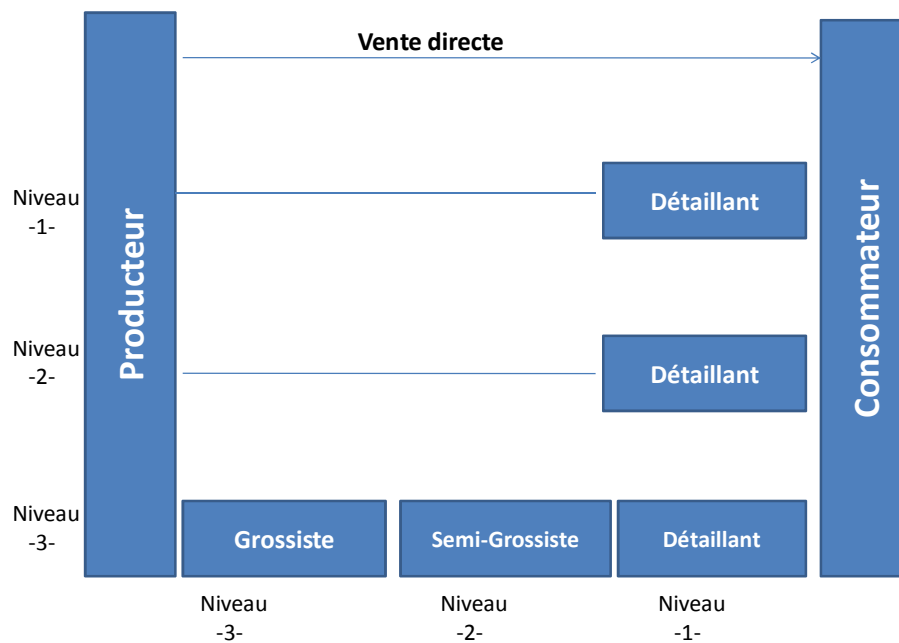 Vente directe
Producteur
Consommateur
Niveau
-1-
Détaillant
Niveau
-2-
Détaillant
Niveau
-3-
Grossiste
Semi-Grossiste
Détaillant
Niveau
-3-
Niveau
-2-
Niveau
-1-